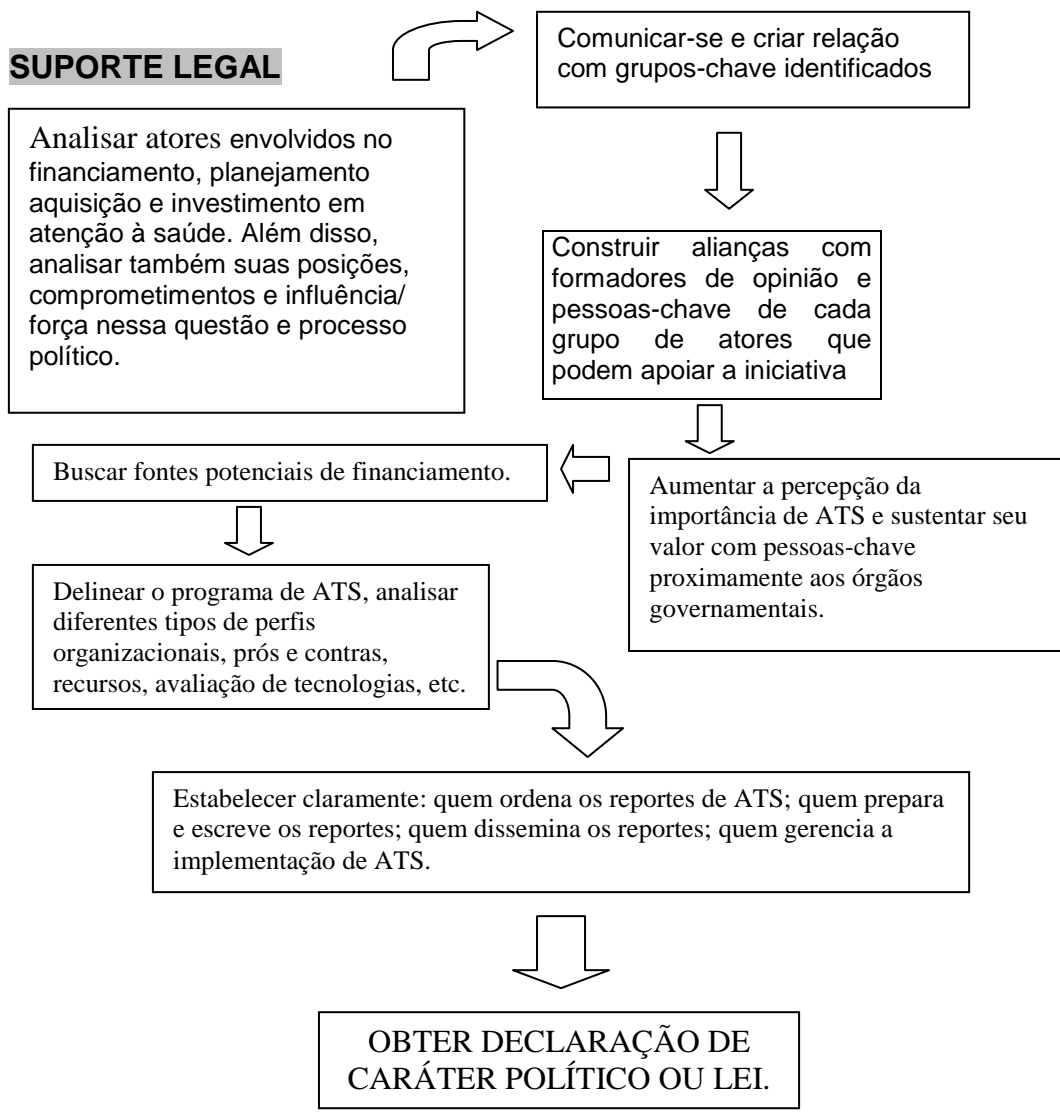 SUPORTE LEGAL
Analisar atores envolvidos no
financiamento, planejamento
aquisição e investimento em
atenção à saúde. Além disso,
analisar também suas posições,
comprometimentos e influência/
força nessa questão e processo
político.
Comunicar-se e criar relação
com grupos-chave identificados
Construir alianças com
formadores de opinião e
pessoas-chave de cada
grupo de atores que
podem apoiar a iniciativa
Aumentar a percepção da
importância de ATS e sustentar seu
valor com pessoas-chave
proximamente aos órgãos
governamentais.
Buscar fontes potenciais de financiamento.
Delinear o programa de ATS, analisar
diferentes tipos de perfis
organizacionais, prós e contras,
recursos, avaliação de tecnologias, etc.
Estabelecer claramente: quem ordena os reportes de ATS; quem prepara
e escreve os reportes; quem dissemina os reportes; quem gerencia a
implementação de ATS.
OBTER DECLARAÇÃO DE
CARÁTER POLÍTICO OU LEI.